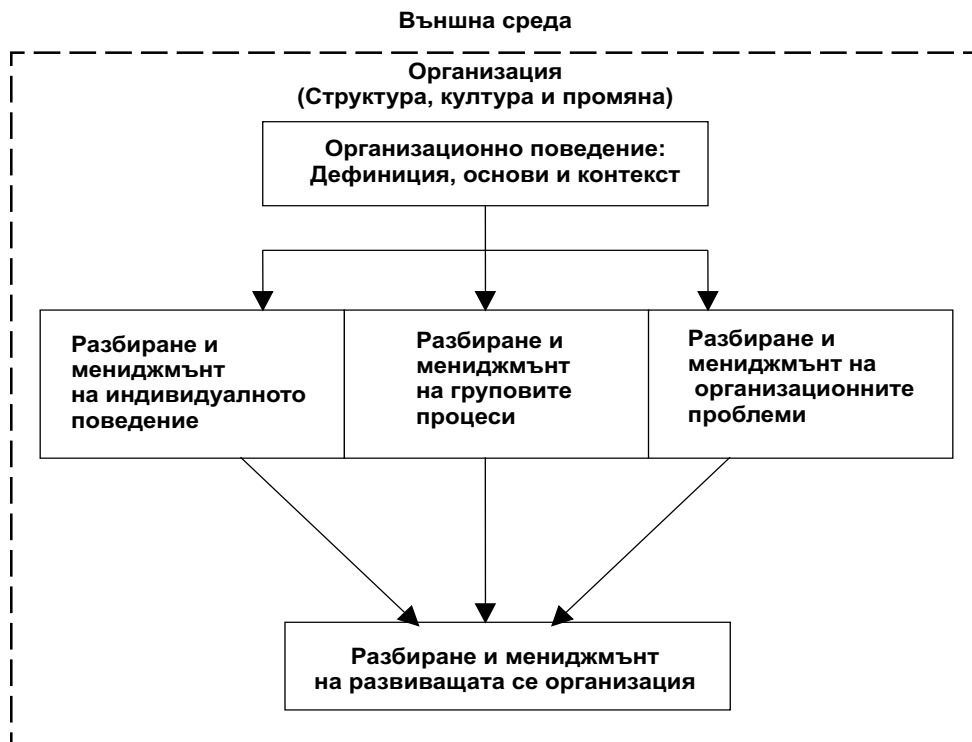 Външна среда
Организация
(Структура, култура и промяна)
Организационно поведение:
Дефиниция, основи и контекст
Разбиране и
мениджмънт
на индивидуалното
поведение
Разбиране и
мениджмънт
на груповите
процеси
Разбиране и
мениджмънт на
организационните
проблеми
Разбиране и мениджмънт
на развиващата се организация